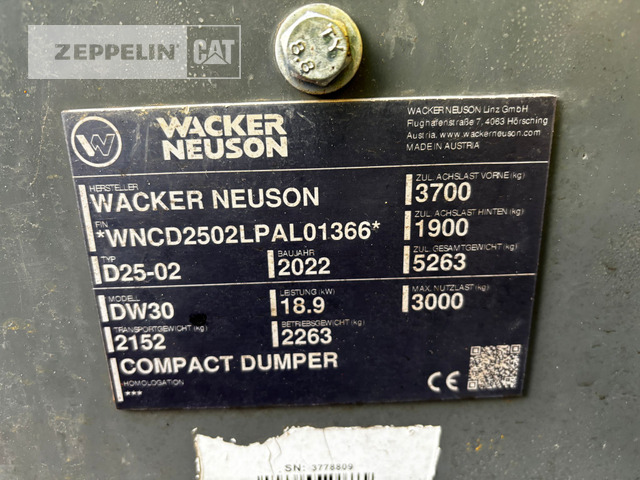 ZEPPELIN CAT
TY
8.8
W
WACKER
NEUSON
WACKER NEUSON Linz GmbH
Flughafenstraße 7, 4063 Hörsching
Austria, www.wackerneuson.com
MADE IN AUSTRIA
HERSTELLER
WACKER NEUSON
FIN
*WNCD2502LPAL01366*
TYP
D25-02
BAUJAHR
2022
ZUL. ACHSLAST VORNE (kg)
3700
ZUL. ACHSLAST HINTEN (kg)
1900
ZUL. GESAMTGEWICHT (kg)
5263
MODELL
DW30
LEISTUNG (kW)
18.9
MAX. NUTZLAST (kg)
3000
TRANSPORTGEWICHT (kg)
2152
BETRIEBSGEWICHT (kg)
2263
COMPACT DUMPER
HOMOLOGATION
***
CE
SN: 3778809